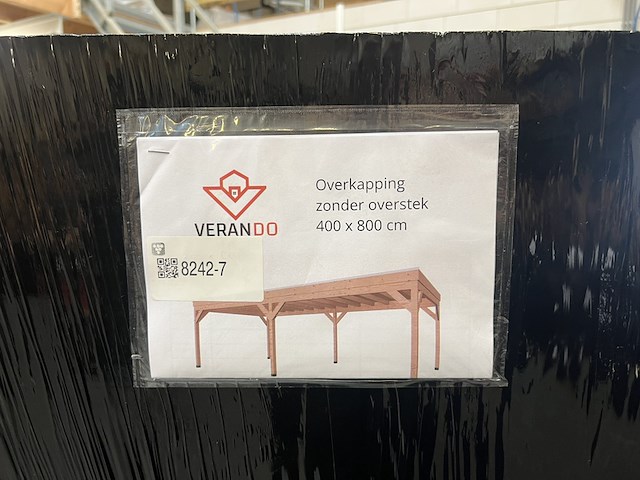 VERANDO
Overkapping
zonder overstek
400 x 800 cm
8242-7